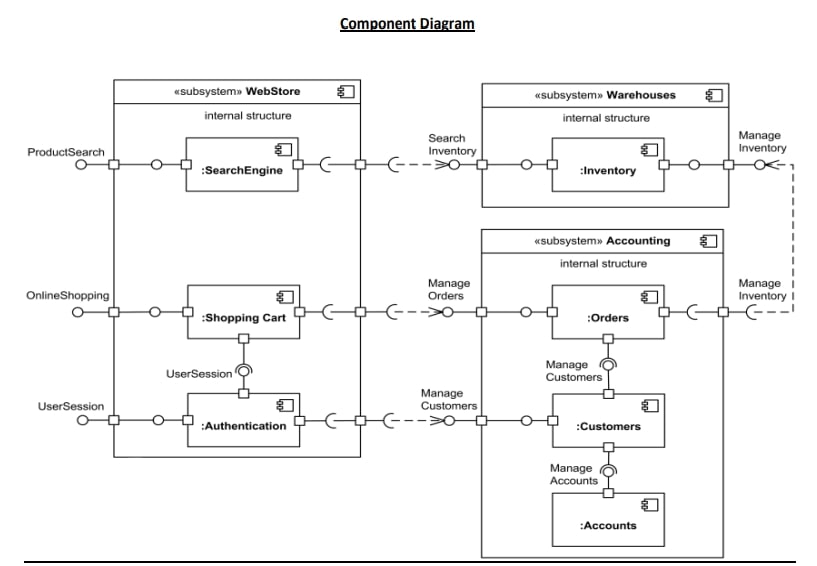 Component Diagram
«subsystem» WebStore
internal structure
ProductSearch
:SearchEngine
Search
Inventory
«subsystem» Warehouses
internal structure
:Inventory
Manage
Inventory
«subsystem» Accounting
internal structure
OnlineShopping
:Shopping Cart
Manage
Orders
:Orders
Manage
Inventory
UserSession
Manage
Customers
UserSession
:Authentication
Manage
Customers
:Customers
Manage
Accounts
:Accounts